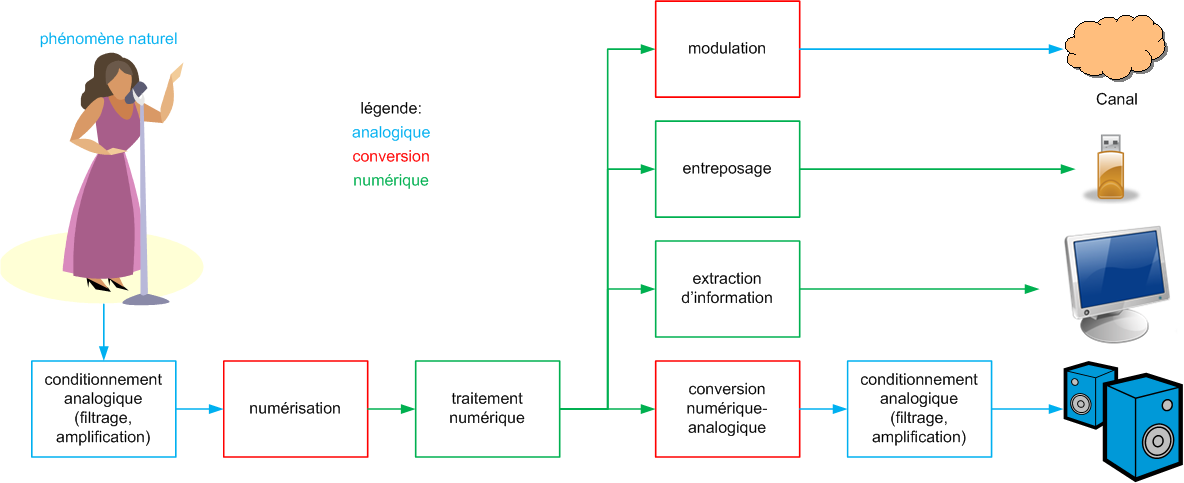 phénomène naturel
légende:
analogique
conversion
numérique
modulation
Canal
entreposage
extraction
d'information
conditionnement
analogique
(filtrage,
amplification)
numérisation
traitement
numérique
conversion
numérique-
analogique
conditionnement
analogique
(filtrage,
amplification)